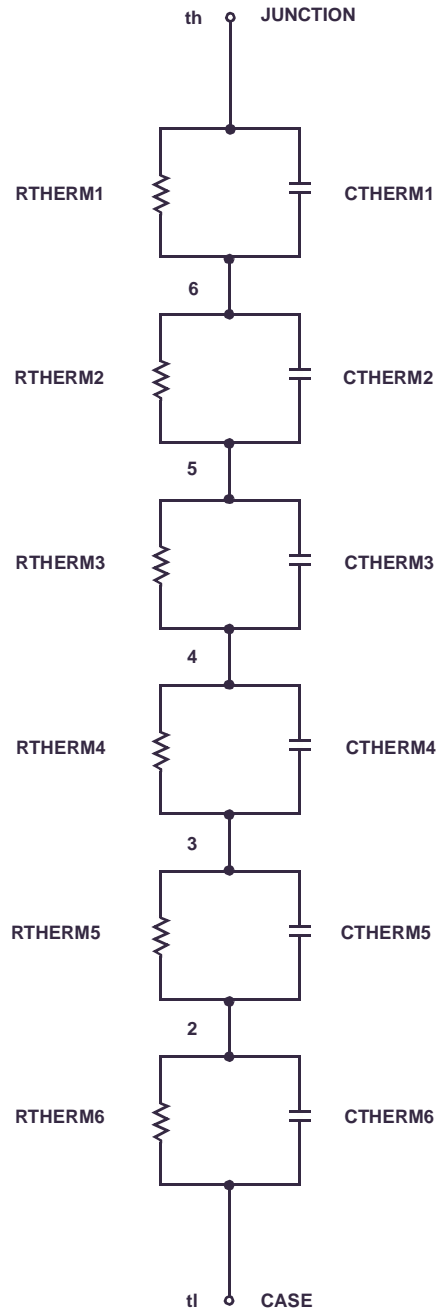 th JUNCTION
RTHERM1 CTHERM1
6
RTHERM2 CTHERM2
5
RTHERM3 CTHERM3
4
RTHERM4 CTHERM4
3
RTHERM5 CTHERM5
2
RTHERM6 CTHERM6
tl CASE